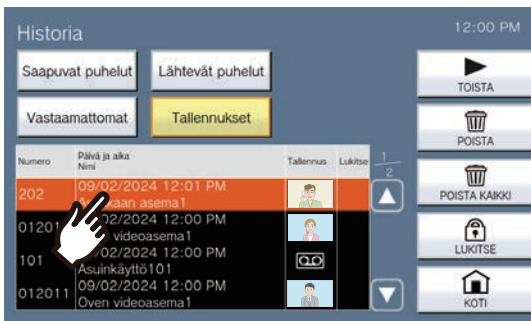 Historia
12:00 PM
Saapuvat puhelut
Lähtevät puhelut
Vastaamattomat
Tallennukset
TOISTA
POISTA
POISTA KAIKKI
LUKITSE
KOTI
Numero
Päivä ja aika
Nimi
Tallennus
Lukitse
1
2
202
09/02/2024 12:01 PM
asema1
01201
02/2024 12:00 PM
videoasema1
101
02/2024 12:00 PM
Asuinkäyttö101
012011
09/02/2024 12:00 PM
Oven videoasema1